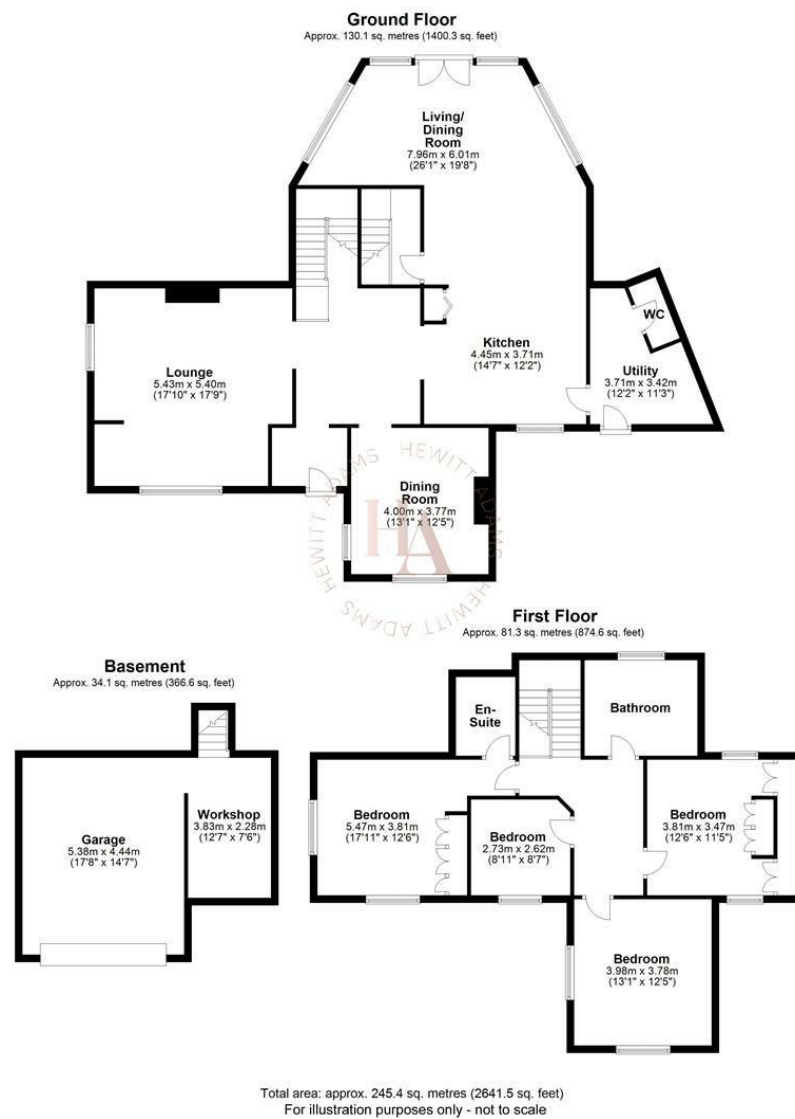 Ground Floor
Approx. 130.1 sq. metres (1400.3 sq. feet)
Living/
Dining
Room
7.96m x 6.01m
(26'1" x 19'8")
WC
Kitchen
4.45m x 3.71m
(14'7" x 12'2")
Lounge
5.43m x 5.40m
(17'10" x 17'9")
Utility
3.71m x 3.42m
(12'2" x 11'3")
Dining
Room
4.00m x 3.77m
(13'1" x 12'5")
HEWITT ADAMS HEWITT ADAMS HEWITT ADAMS
HA
First Floor
Approx. 81.3 sq. metres (874.6 sq. feet)
Basement
Approx. 34.1 sq. metres (366.6 sq. feet)
En-
Suite
Bathroom
Garage
5.38m x 4.44m
(17'8" x 14'7")
Workshop
3.83m x 2.28m
(12'7" x 7'6")
Bedroom
5.47m x 3.81m
(17'11" x 12'6")
Bedroom
2.73m x 2.62m
(8'11" x 8'7")
Bedroom
3.81m x 3.47m
(12'6" x 11'5")
Bedroom
3.98m x 3.78m
(13'1" x 12'5")
Total area: approx. 245.4 sq. metres (2641.5 sq. feet)
For illustration purposes only - not to scale